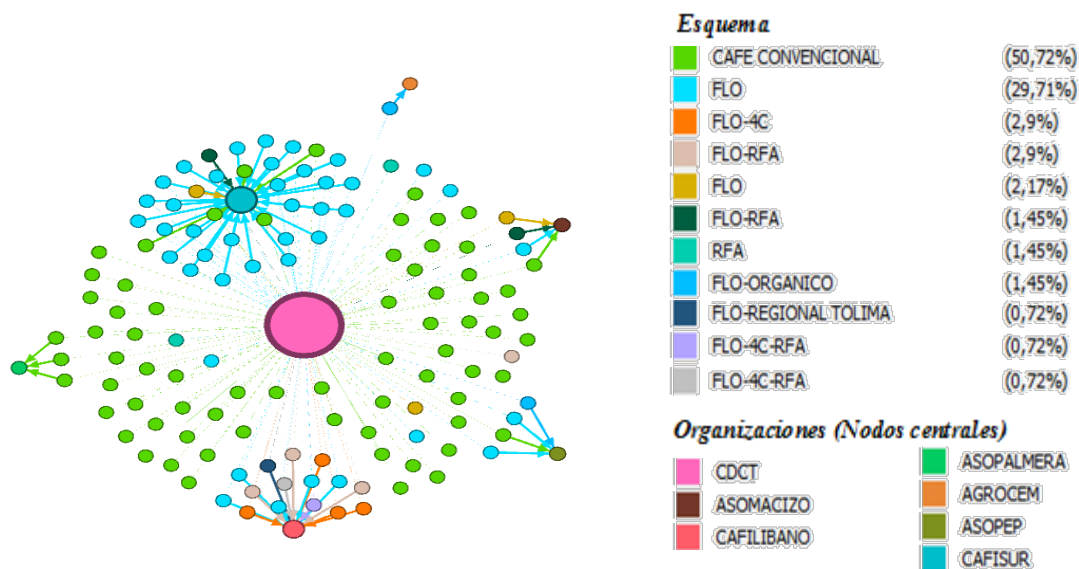 Esquema
CAFE CONVENCIONAL (50,72%)
FLO (29,71%)
FLO-4C (2,9%)
FLO-RFA (2,9%)
FLO (2,17%)
FLO-RFA (1,45%)
RFA (1,45%)
FLO-ORGANICO (1,45%)
FLO-REGIONAL TOLIMA (0,72%)
FLO-4C-RFA (0,72%)
FLO-4C-RFA (0,72%)
Organizaciones (Nodos centrales)
CDCT
ASOMACIZO
CAFILIBANO
ASOPALMERA
AGROCEM
ASOPEP
CAFISUR